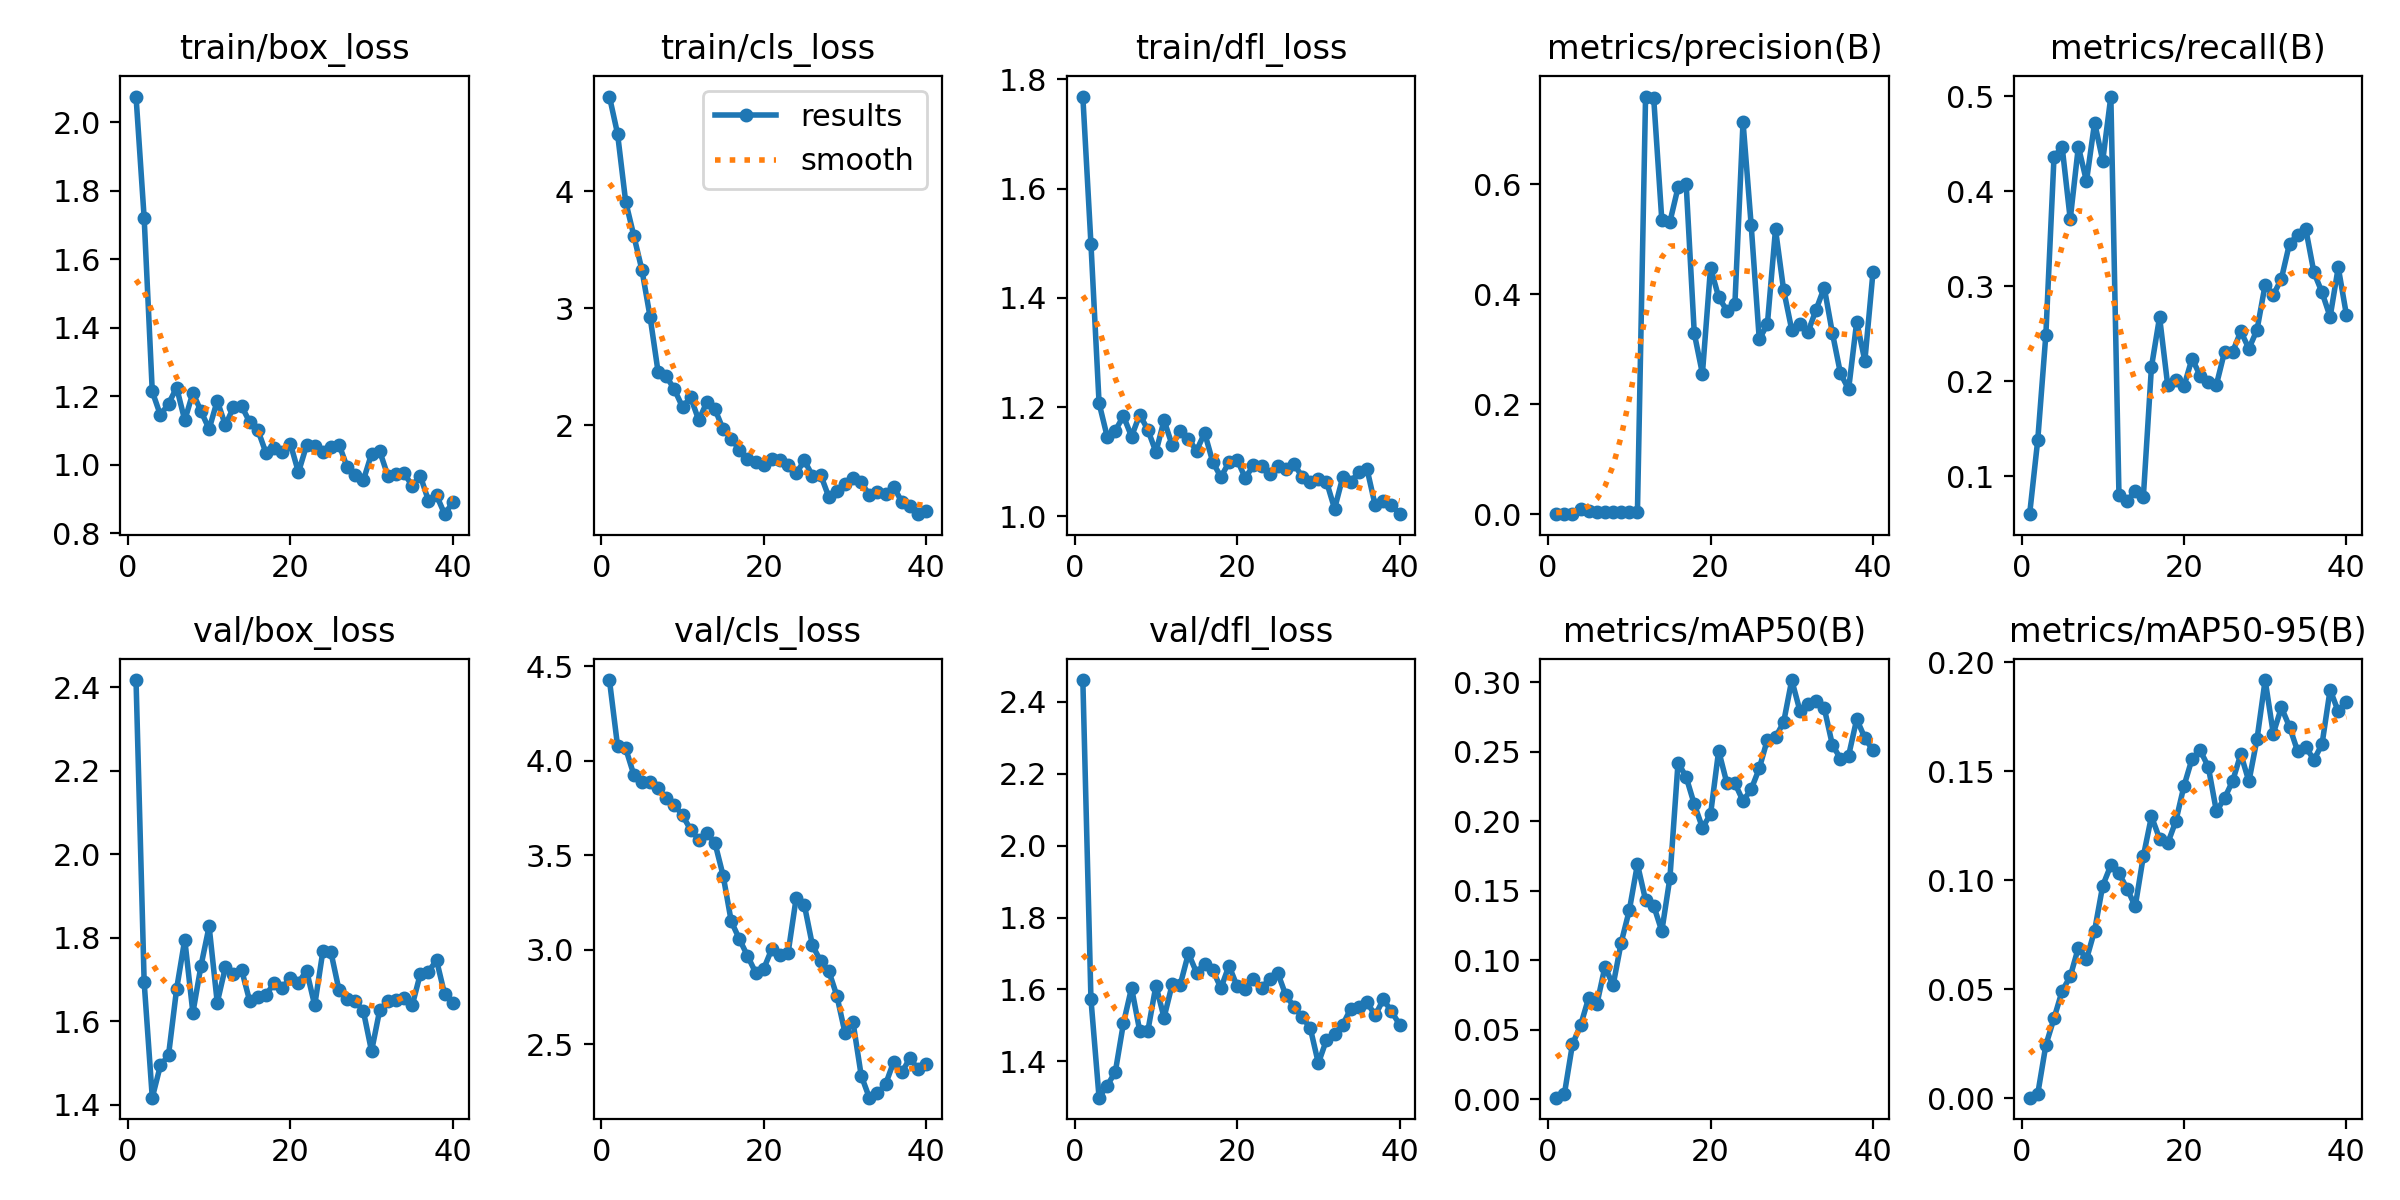 train/box_loss
2.0
1.8
1.6
1.4
1.2
1.0
0.8
0 20 40
train/cls_loss
results
smooth
4
3
2
0 20 40
train/dfl_loss
1.8
1.6
1.4
1.2
1.0
0 20 40
metrics/precision(B)
0.6
0.4
0.2
0.0
0 20 40
metrics/recall(B)
0.5
0.4
0.3
0.2
0.1
0 20 40
val/box_loss
2.4
2.2
2.0
1.8
1.6
1.4
0 20 40
val/cls_loss
4.5
4.0
3.5
3.0
2.5
0 20 40
val/dfl_loss
2.4
2.2
2.0
1.8
1.6
1.4
0 20 40
metrics/mAP50(B)
0.30
0.25
0.20
0.15
0.10
0.05
0.00
0 20 40
metrics/mAP50-95(B)
0.20
0.15
0.10
0.05
0.00
0 20 40